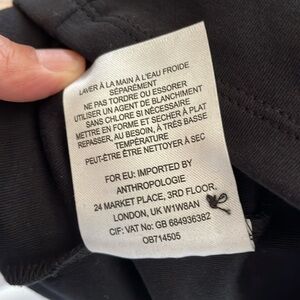 LAVER À LA MAIN À L'EAU FROIDE
SÉPARÉMENT
NE PAS TORDRE OU ESSORER
UTILISER UN AGENT DE BLANCHIMENT
SANS CHLORE SI NÉCESSAIRE
METTRE EN FORME ET SECHER À PLAT
REPASSER, AU BESOIN, À TRÈS BASSE
TEMPÉRATURE
PEUT-ÊTRE ÊTRE NETTOYER À SEC
FOR EU: IMPORTED BY
ANTHROPOLOGIE
24 MARKET PLACE, 3RD FLOOR,
LONDON, UK W1W8AN
CIF: VAT No: GB 684936382
OB714505